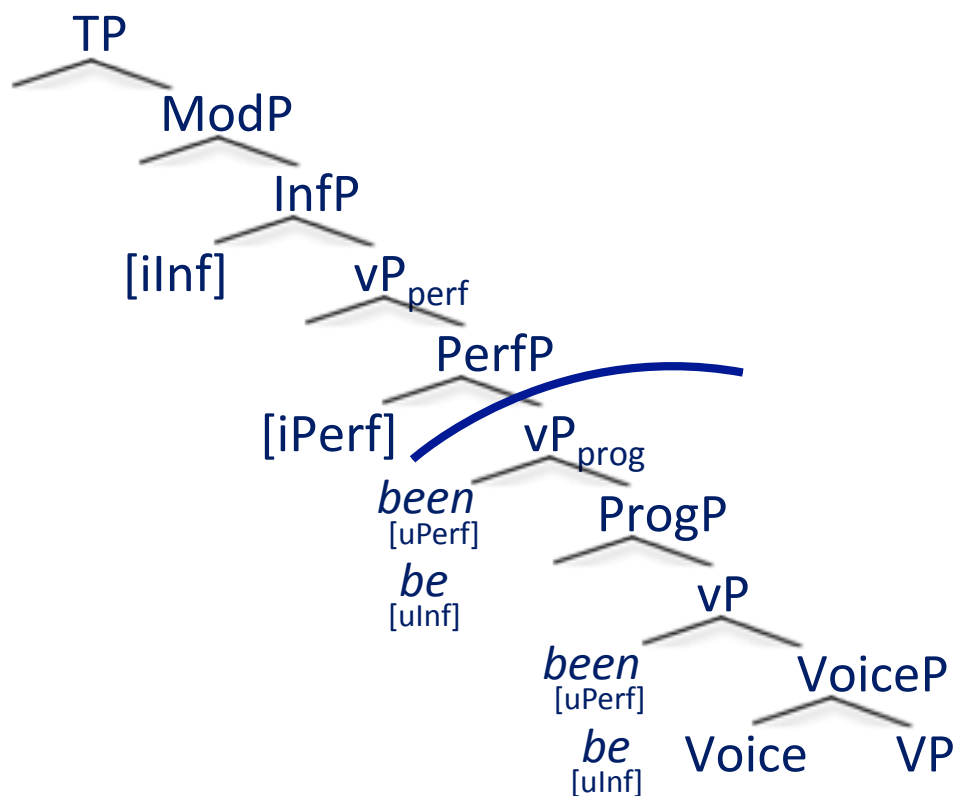 TP
ModP
InfP
[iInf]
vPperf
PerfP
[iPerf]
vPprog
been
[uPerf]
ProgP
be
[uInf]
vP
been
[uPerf]
VoiceP
be
[uInf]
Voice
VP